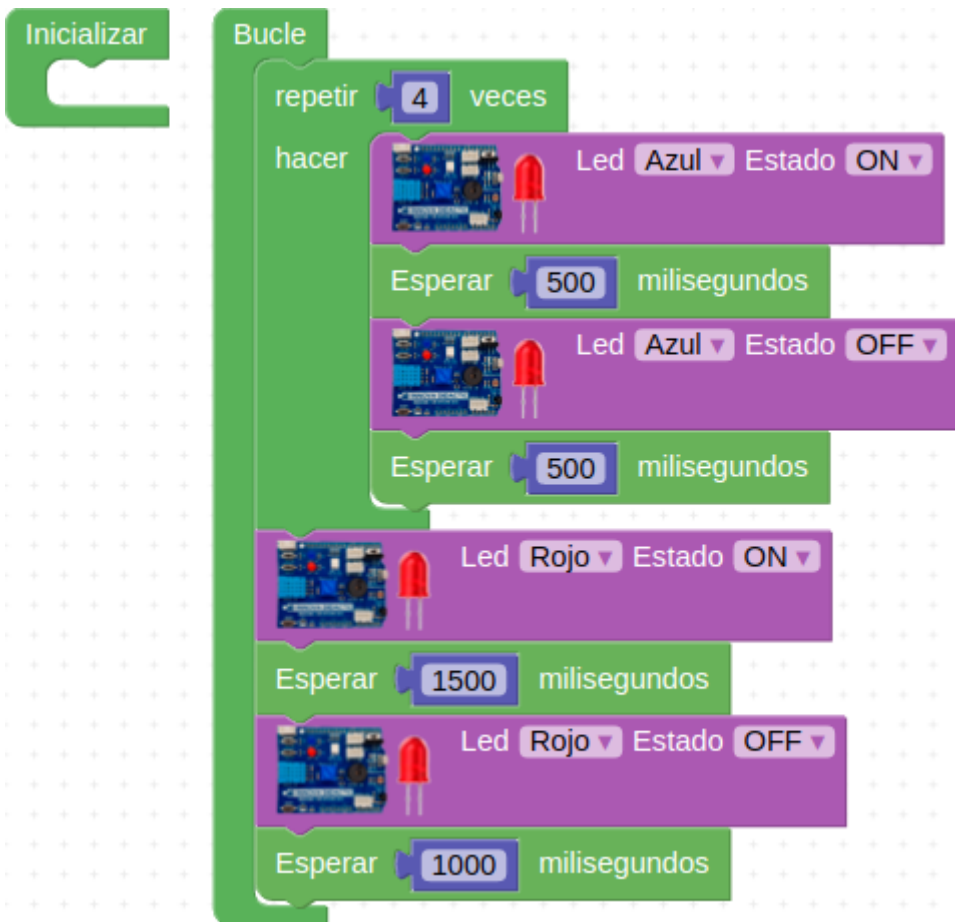 Inicializar
Bucle
repetir 4 veces
hacer
Led Azul Estado ON
Esperar 500 milisegundos
Led Azul Estado OFF
Esperar 500 milisegundos
Led Rojo Estado ON
Esperar 1500 milisegundos
Led Rojo Estado OFF
Esperar 1000 milisegundos